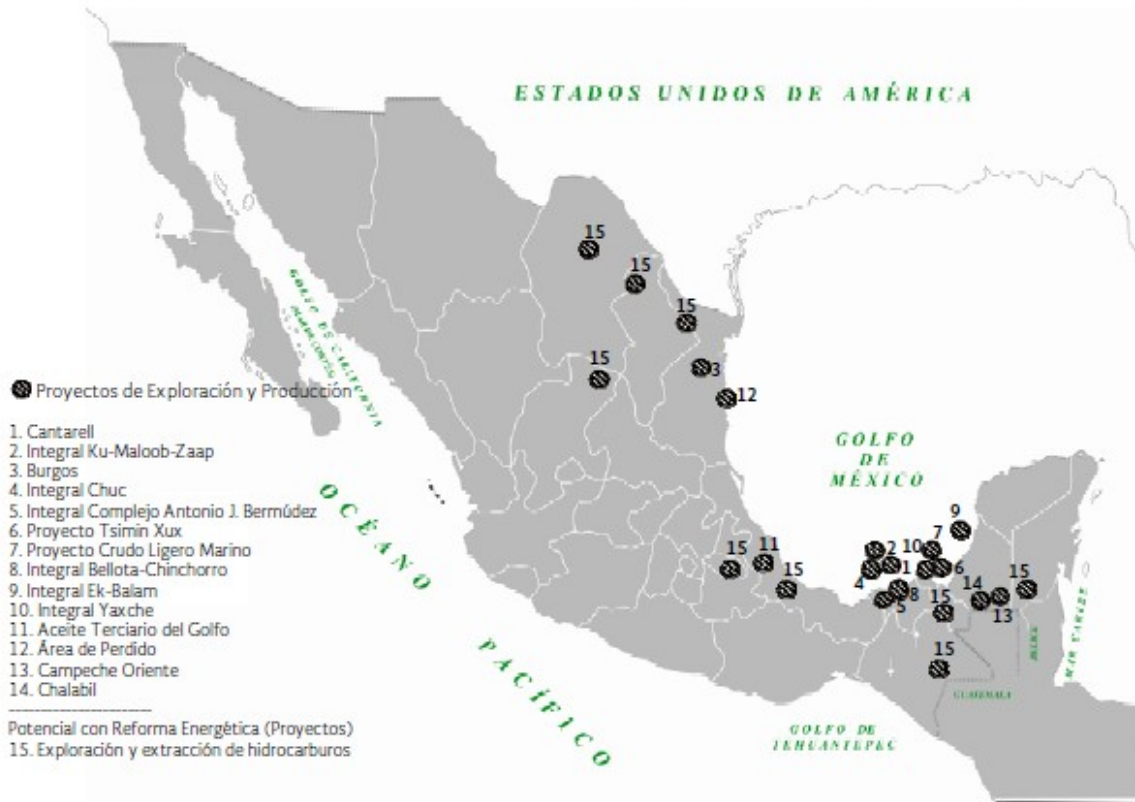 ESTADOS UNIDOS DE AMÉRICA
15
15
15
15
3
12
GOLFO DE CALIFORNIA
Proyectos de Exploración y Producción
1. Cantarell
2. Integral Ku-Maloob-Zaap
3. Burgos
4. Integral Chuc
5. Integral Complejo Antonio J. Bermúdez
6. Proyecto Tsimin Xux
7. Proyecto Crudo Ligero Marino
8. Integral Bellota-Chinchorro
9. Integral Ek-Balam
10. Integral Yaxche
11. Aceite Terciario del Golfo
12. Área de Perdido
13. Campeche Oriente
14. Chalabil
Potencial con Reforma Energética (Proyectos)
15. Exploración y extracción de hidrocarburos
GOLFO
DE
MÉXICO
9
7
10
2
1
6
4
8
5
15
11
15
15
14
13
15
15
OCÉANO
PACÍFICO
MAR CARIBE
BELICE
GUATEMALA
GOLFO DE
TEHUANTEPEC